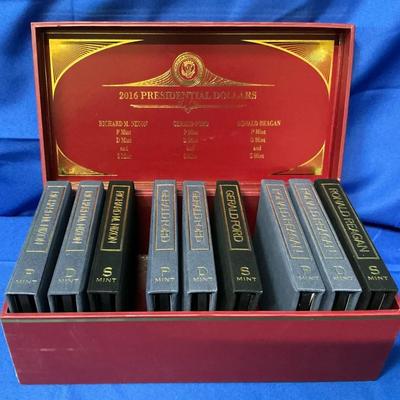 2016 PRESIDENTIAL DOLLARS
RICHARD M. NIXON
P Mint
D Mint
and
S Mint
GERALD FORD
P Mint
D Mint
and
S Mint
RONALD REAGAN
P Mint
D Mint
and
S Mint
RICHARD M. NIXON
P
MINT
RICHARD M. NIXON
D
MINT
RICHARD M. NIXON
S
MINT
GERALD FORD
P
MINT
GERALD FORD
D
MINT
GERALD FORD
S
MINT
RONALD REAGAN
P
MINT
RONALD REAGAN
D
MINT
RONALD REAGAN
S
MINT